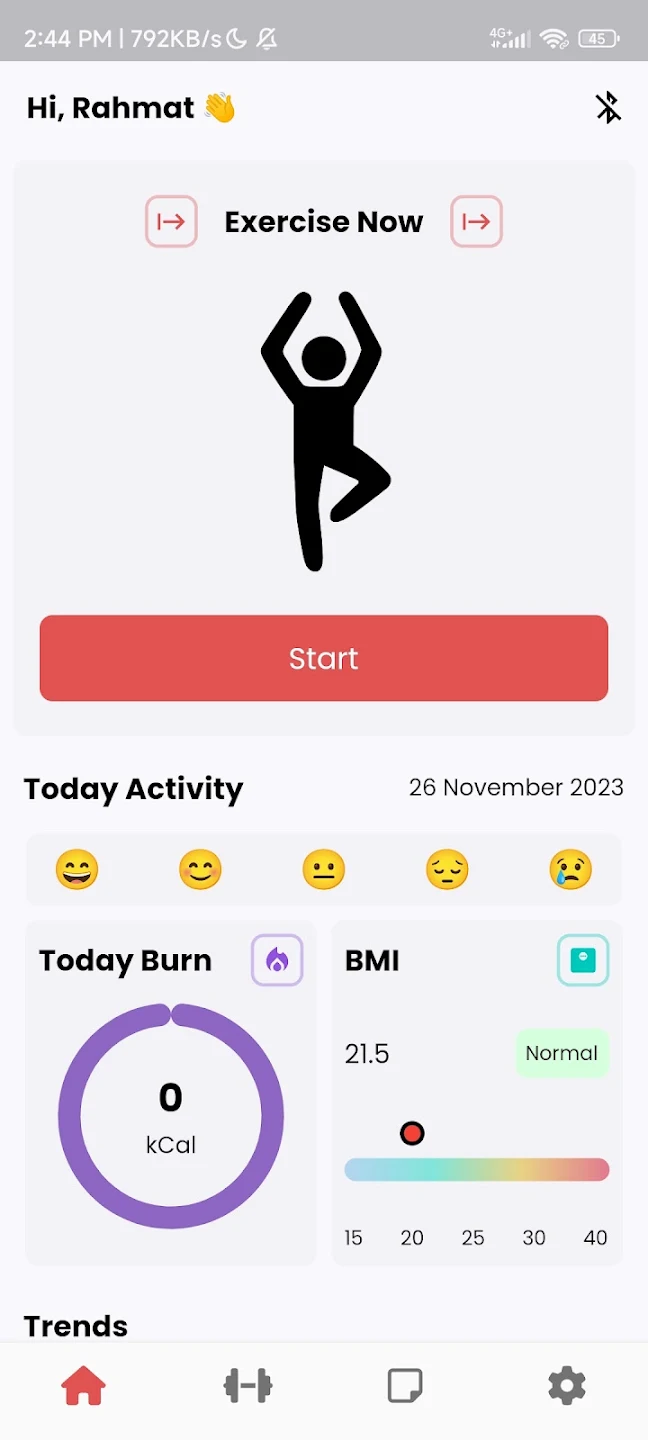 2:44 PM | 792KB/s 4G+ 45
Hi, Rahmat 👋
Exercise Now
Start
Today Activity 26 November 2023
😄 😊 😐 😔 😢
Today Burn BMI
21.5 Normal
0
kCal
15 20 25 30 40
Trends